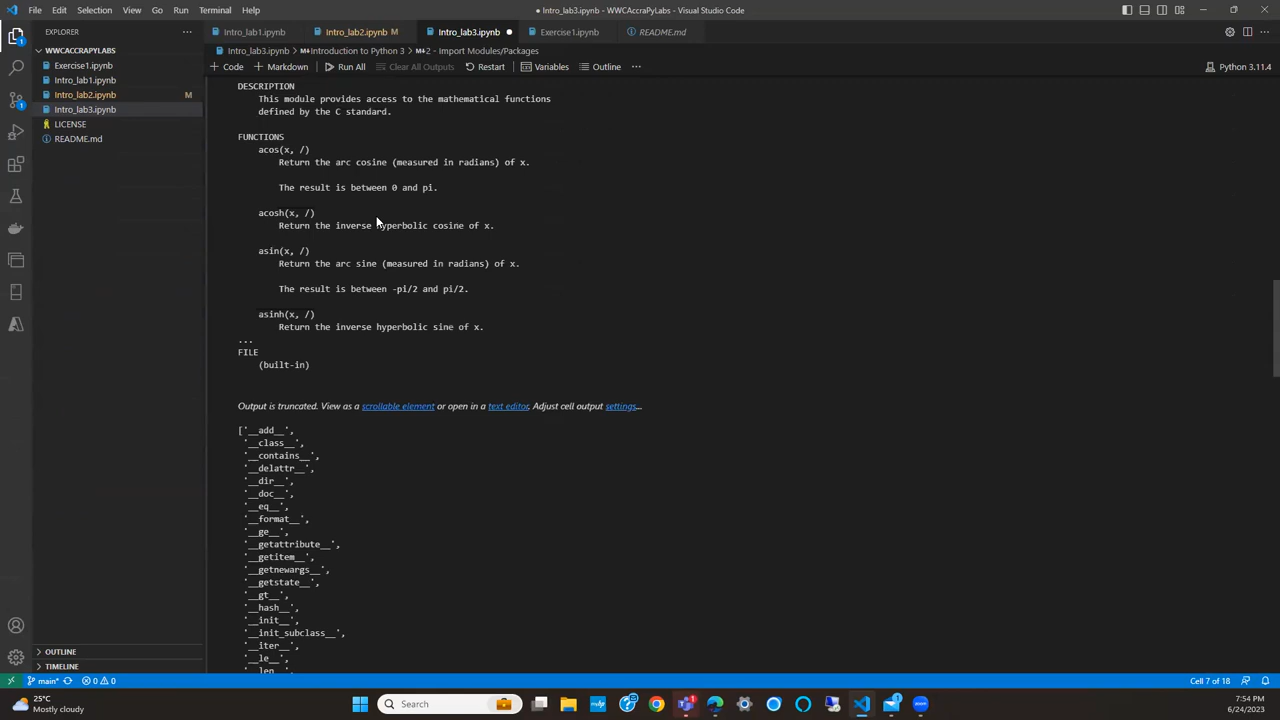 File Edit Selection View Go Run Terminal Help
Intro_lab3.ipynb - WWCAccraPyLabs - Visual Studio Code
EXPLORER
WWCACCRAPYLABS
Exercise1.ipynb
Intro_lab1.ipynb
Intro_lab2.ipynb M
Intro_lab3.ipynb
LICENSE
README.md
OUTLINE
TIMELINE
Intro_lab1.ipynb Intro_lab2.ipynb M Intro_lab3.ipynb Exercise1.ipynb README.md
Intro_lab3.ipynb > Introduction to Python 3 > 2 - Import Modules/Packages
+ Code + Markdown Run All Clear All Outputs Restart Variables Outline ... Python 3.11.4
DESCRIPTION
This module provides access to the mathematical functions
defined by the C standard.
FUNCTIONS
acos(x, /)
Return the arc cosine (measured in radians) of x.
The result is between 0 and pi.
acosh(x, /)
Return the inverse hyperbolic cosine of x.
asin(x, /)
Return the arc sine (measured in radians) of x.
The result is between -pi/2 and pi/2.
asinh(x, /)
Return the inverse hyperbolic sine of x.
...
FILE
(built-in)
Output is truncated. View as a scrollable element or open in a text editor. Adjust cell output settings...
['__add__',
'__class__',
'__contains__',
'__delattr__',
'__dir__',
'__doc__',
'__eq__',
'__format__',
'__ge__',
'__getattribute__',
'__getitem__',
'__getnewargs__',
'__getstate__',
'__gt__',
'__hash__',
'__init__',
'__init_subclass__',
'__iter__',
'__le__',
'__len__',
main* 0 0 Cell 7 of 18
25°C
Mostly cloudy
Search
7:54 PM
6/24/2023